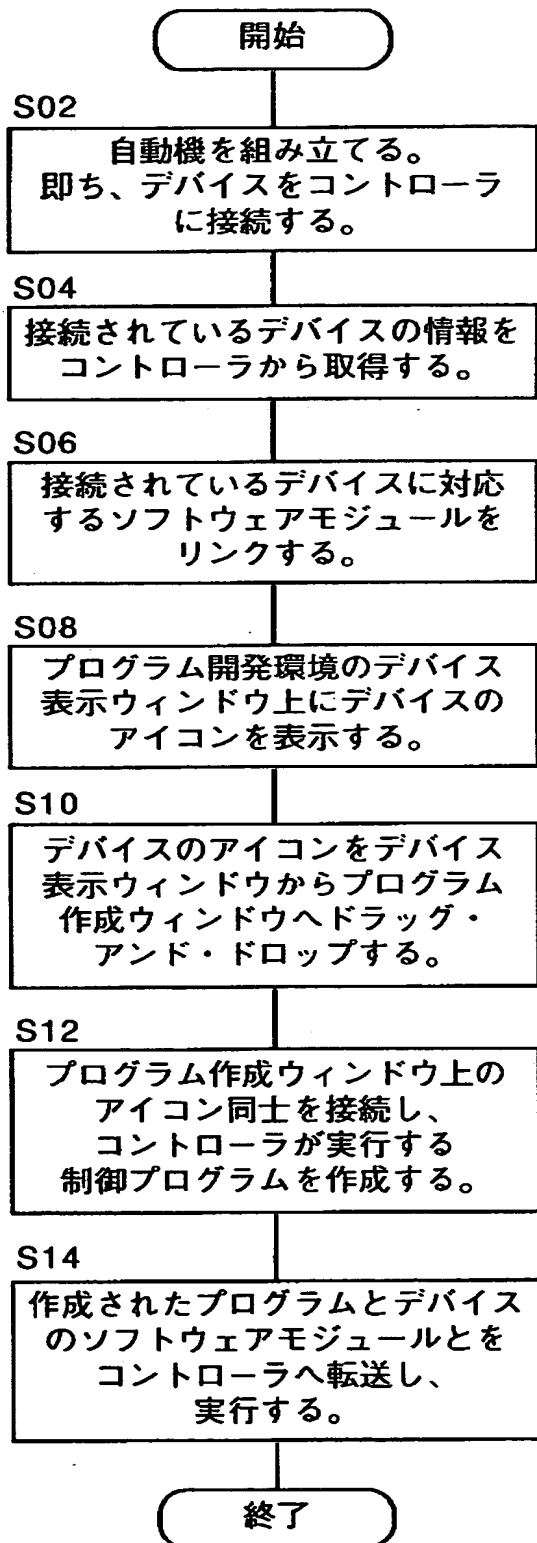 開始
S02
自動機を組み立てる。
即ち、デバイスをコントローラ
に接続する。
S04
接続されているデバイスの情報を
コントローラから取得する。
S06
接続されているデバイスに対応
するソフトウェアモジュールを
リンクする。
S08
プログラム開発環境のデバイス
表示ウィンドウ上にデバイスの
アイコンを表示する。
S10
デバイスのアイコンをデバイス
表示ウィンドウからプログラム
作成ウィンドウへドラッグ・
アンド・ドロップする。
S12
プログラム作成ウィンドウ上の
アイコン同士を接続し、
コントローラが実行する
制御プログラムを作成する。
S14
作成されたプログラムとデバイス
のソフトウェアモジュールとを
コントローラへ転送し、
実行する。
終了